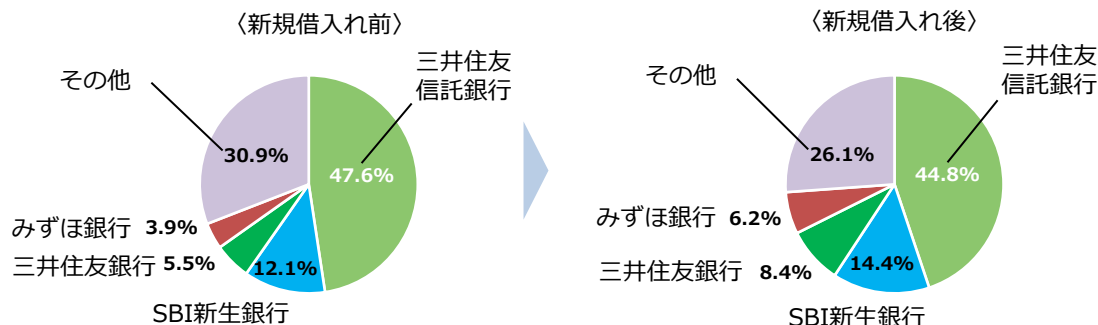 〈新規借入れ前〉
三井住友
信託銀行
その他
30.9%
47.6%
みずほ銀行 3.9%
三井住友銀行 5.5%
12.1%
SBI新生銀行
〈新規借入れ後〉
三井住友
信託銀行
その他
26.1%
44.8%
みずほ銀行 6.2%
三井住友銀行 8.4%
14.4%
SBI新生銀行